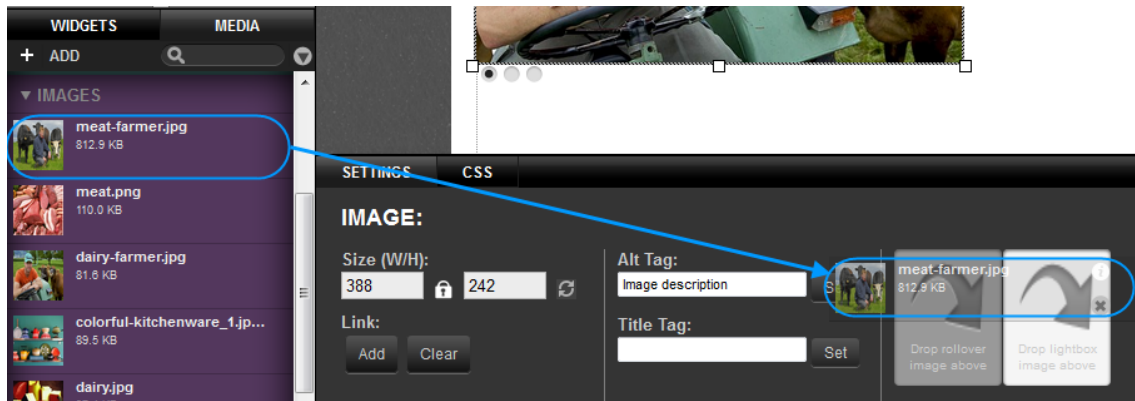 WIDGETS MEDIA
+ ADD
IMAGES
meat-farmer.jpg
812.9 KB
meat.png
110.0 KB
dairy-farmer.jpg
81.6 KB
colorful-kitchenware_1.jp...
89.5 KB
dairy.jpg
SETTINGS CSS
IMAGE:
Size (W/H):
388 242
Link:
Add Clear
Alt Tag:
Image description
Title Tag:
Set
meat-farmer.jpg
812.9 KB
Drop rollover
image above
Drop lightbox
image above